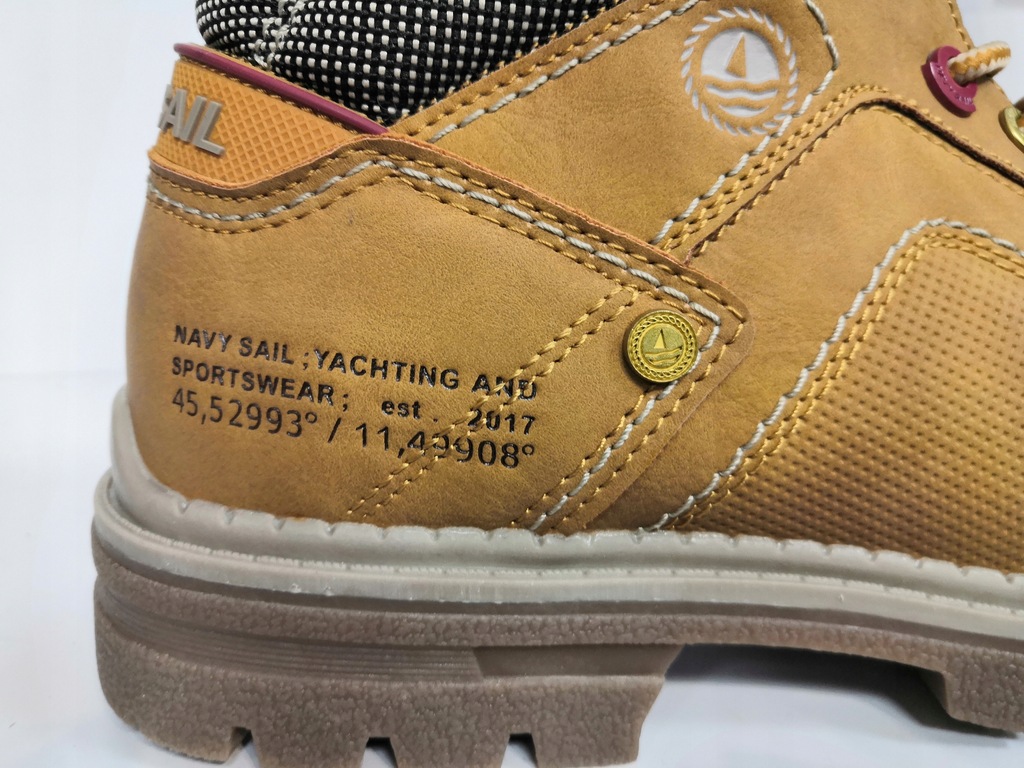 SAIL
NAVY SAIL ; YACHTING AND
SPORTSWEAR ; est . 2017
45,52993° / 11,49908°